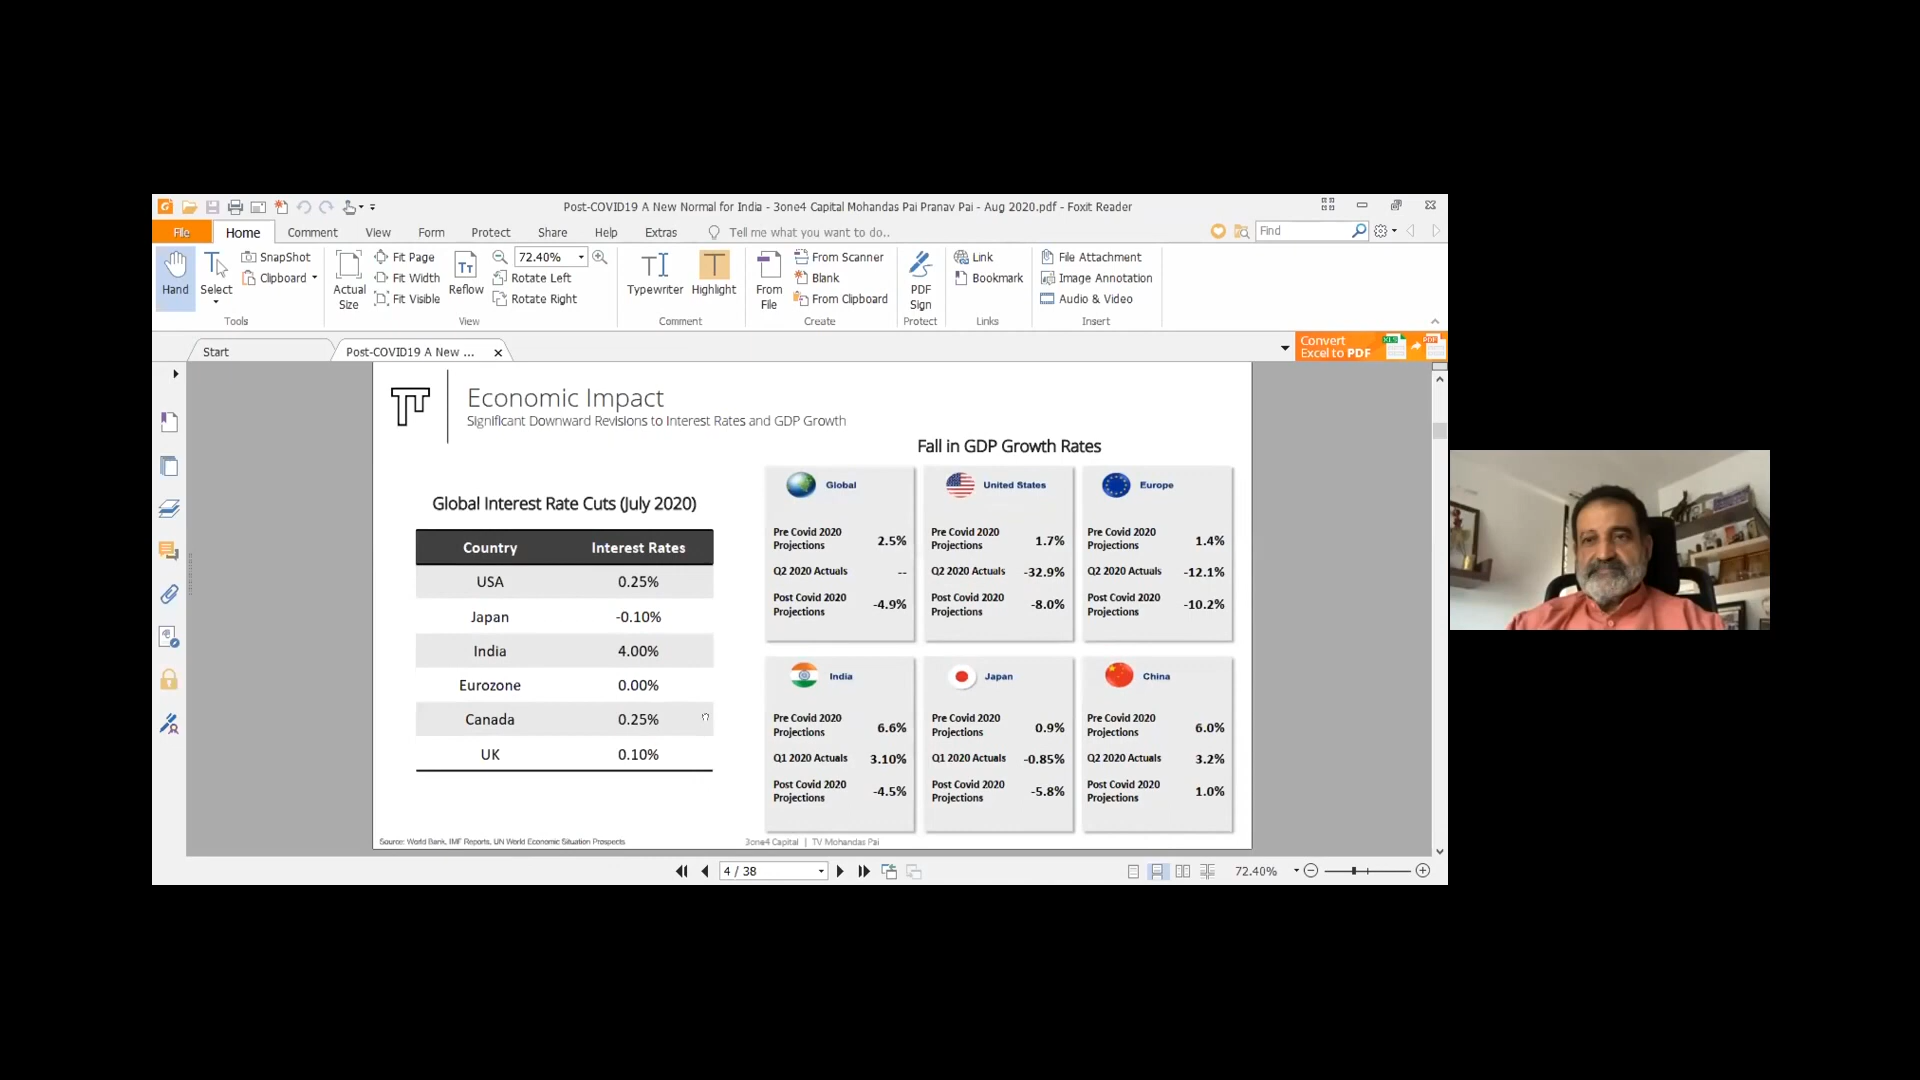 Post-COVID19 A New Normal for India - 3one4 Capital Mohandas Pai Pranav Pai - Aug 2020.pdf - Foxit Reader
File Home Comment View Form Protect Share Help Extras Tell me what you want to do.. Find
Hand
Select
SnapShot
Clipboard
Tools
Actual Size
Fit Page
Fit Width
Fit Visible
Reflow
72.40%
Rotate Left
Rotate Right
View
Typewriter
Highlight
Comment
From File
From Scanner
Blank
From Clipboard
Create
PDF Sign
Protect
Link
Bookmark
Links
File Attachment
Image Annotation
Audio & Video
Insert
Start
Post-COVID19 A New ...
Convert
Excel to PDF
Economic Impact
Significant Downward Revisions to Interest Rates and GDP Growth
Global Interest Rate Cuts (July 2020)
Country Interest Rates
USA 0.25%
Japan -0.10%
India 4.00%
Eurozone 0.00%
Canada 0.25%
UK 0.10%
Fall in GDP Growth Rates
Global
Pre Covid 2020
Projections 2.5%
Q2 2020 Actuals --
Post Covid 2020
Projections -4.9%
United States
Pre Covid 2020
Projections 1.7%
Q2 2020 Actuals -32.9%
Post Covid 2020
Projections -8.0%
Europe
Pre Covid 2020
Projections 1.4%
Q2 2020 Actuals -12.1%
Post Covid 2020
Projections -10.2%
India
Pre Covid 2020
Projections 6.6%
Q1 2020 Actuals 3.10%
Post Covid 2020
Projections -4.5%
Japan
Pre Covid 2020
Projections 0.9%
Q1 2020 Actuals -0.85%
Post Covid 2020
Projections -5.8%
China
Pre Covid 2020
Projections 6.0%
Q2 2020 Actuals 3.2%
Post Covid 2020
Projections 1.0%
Source: World Bank, IMF Reports, UN World Economic Situation Prospects
3one4 Capital | TV Mohandas Pai
4 / 38
72.40%